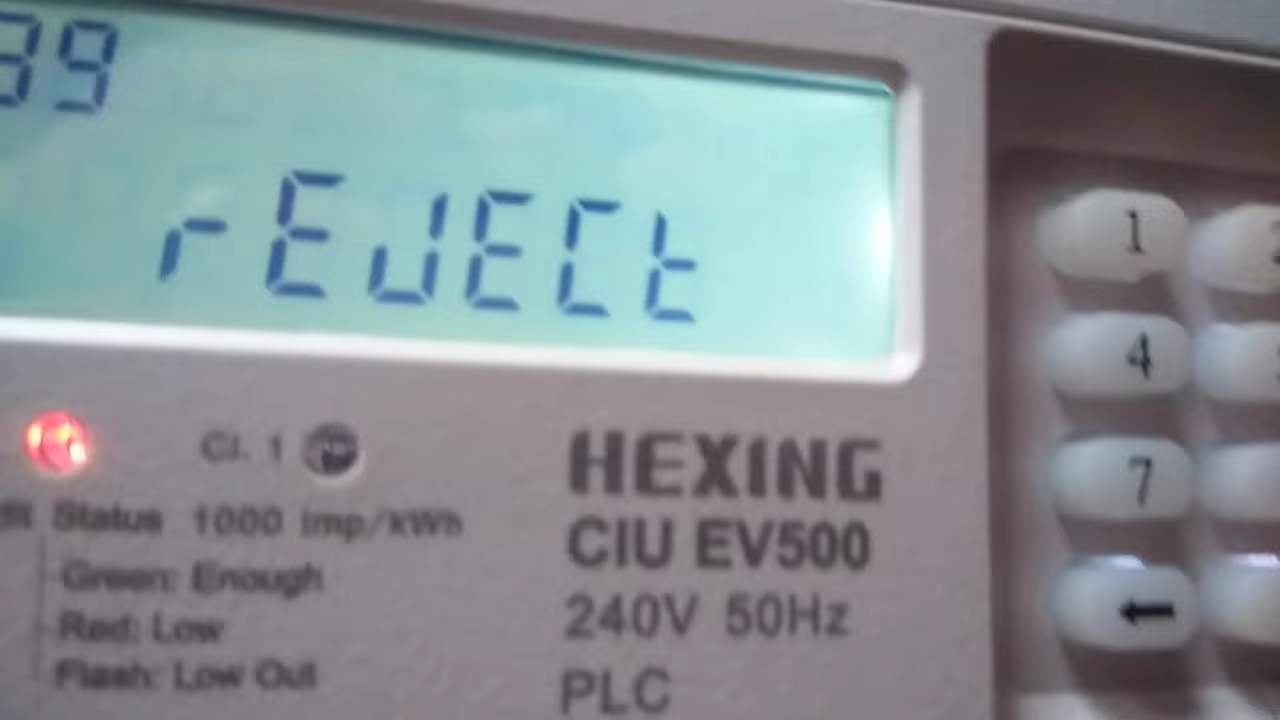 39
rEJECt
Cl. 1
HEXING
Status 1000 imp/kWh
CIU EV500
Green: Enough
240V 50Hz
Red: Low
Flash: Low Out
PLC
1
4
7
←